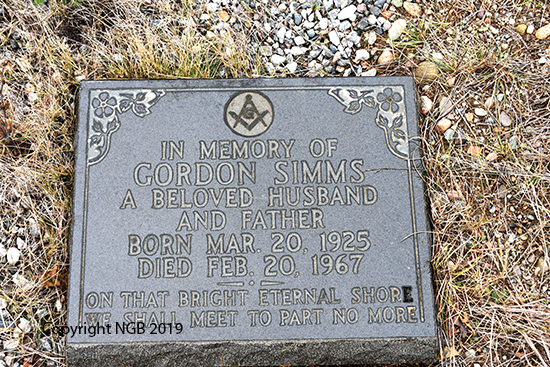 G
IN MEMORY OF
GORDON SIMMS
A BELOVED HUSBAND
AND FATHER
BORN MAR. 20, 1925
DIED FEB. 20, 1967
ON THAT BRIGHT ETERNAL SHORE
WE SHALL MEET TO PART NO MORE
Copyright NGB 2019